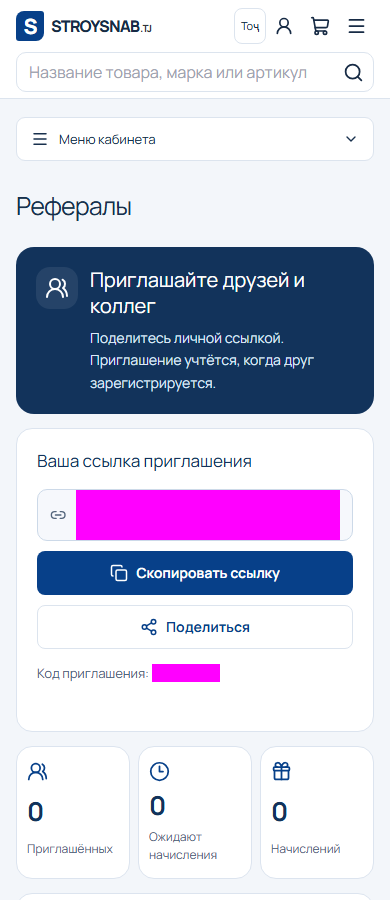 S STROYSNAB.TJ
Тоҷ
Название товара, марка или артикул
Меню кабинета
Рефералы
Приглашайте друзей и
коллег
Поделитесь личной ссылкой.
Приглашение учтётся, когда друг
зарегистрируется.
Ваша ссылка приглашения
Скопировать ссылку
Поделиться
Код приглашения:
0
Приглашённых
0
Ожидают
начисления
0
Начислений